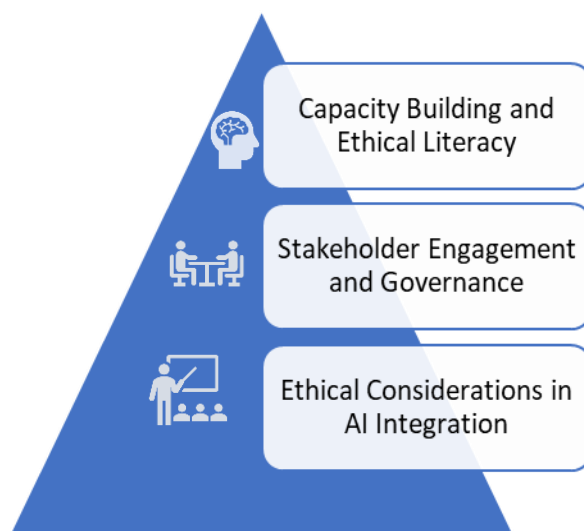 Capacity Building and
Ethical Literacy
Stakeholder Engagement
and Governance
Ethical Considerations in
AI Integration